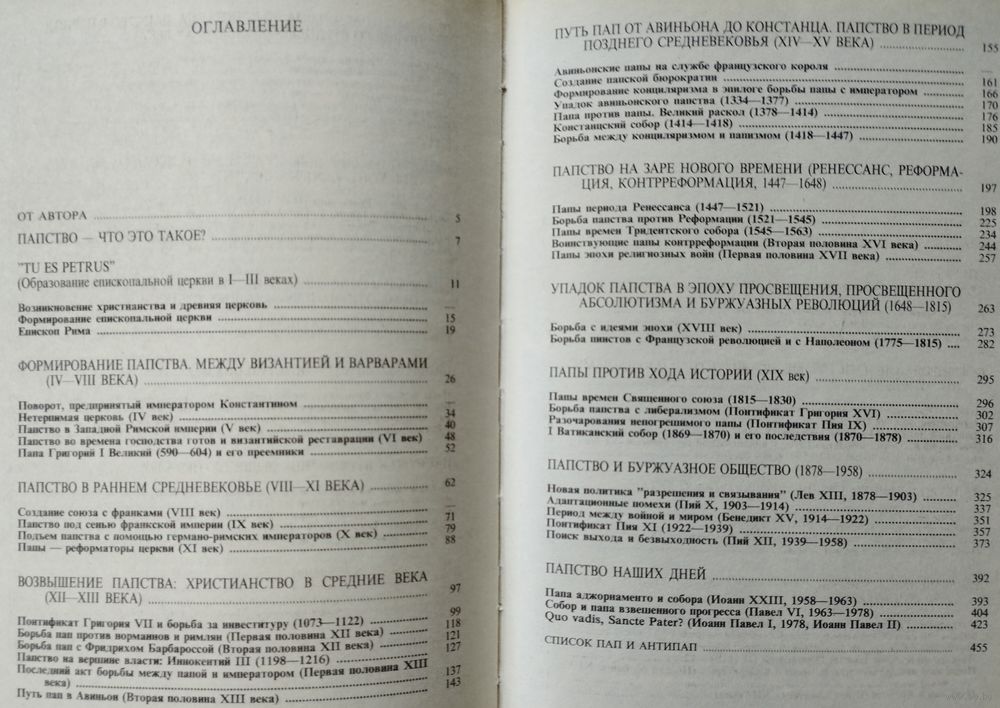 ОГЛАВЛЕНИЕ
ОТ АВТОРА 5
ПАПСТВО — ЧТО ЭТО ТАКОЕ? 7
"TU ES PETRUS"
(Образование епископальной церкви в I—III веках) 11
Возникновение христианства и древняя церковь —
Формирование епископальной церкви 15
Епископ Рима 19
ФОРМИРОВАНИЕ ПАПСТВА. МЕЖДУ ВИЗАНТИЕЙ И ВАРВАРАМИ
(IV—VIII ВЕКА) 26
Поворот, предпринятый императором Константином —
Нетерпимая церковь (IV век) 34
Папство в Западной Римской империи (V век) 40
Папство во времена господства готов и византийской реставрации (VI век) 48
Папа Григорий I Великий (590—604) и его преемники 52
ПАПСТВО В РАННЕМ СРЕДНЕВЕКОВЬЕ (VIII—XI ВЕКА) 62
Создание союза с франками (VIII век) —
Папство под сенью франкской империи (IX век) 71
Подъем папства с помощью германо-римских императоров (X век) 79
Папы — реформаторы церкви (XI век) 88
ВОЗВЫШЕНИЕ ПАПСТВА: ХРИСТИАНСТВО В СРЕДНИЕ ВЕКА
(XII—XIII ВЕКА) 97
Понтификат Григория VII и борьба за инвеституру (1073—1122) 99
Борьба пап против норманнов и римлян (Первая половина XII века) 118
Борьба пап с Фридрихом Барбароссой (Вторая половина XII века) 121
Папство на вершине власти: Иннокентий III (1198—1216) 127
Последний акт борьбы между папой и императором (Первая половина XIII
века) 137
Путь пап в Авиньон (Вторая половина XIII века) 143
ПУТЬ ПАП ОТ АВИНЬОНА ДО КОНСТАНЦА. ПАПСТВО В ПЕРИОД
ПОЗДНЕГО СРЕДНЕВЕКОВЬЯ (XIV—XV ВЕКА) 155
Авиньонские папы на службе французского короля —
Создание папской бюрократии 161
Формирование концилиаризма в эпилоге борьбы папы с императором 166
Упадок авиньонского папства (1334—1377) 170
Папа против папы. Великий раскол (1378—1414) 176
Констанцский собор (1414—1418) 185
Борьба между концилиаризмом и папизмом (1418—1447) 190
ПАПСТВО НА ЗАРЕ НОВОГО ВРЕМЕНИ (РЕНЕССАНС, РЕФОРМА-
ЦИЯ, КОНТРРЕФОРМАЦИЯ, 1447—1648) 197
Папы периода Ренессанса (1447—1521) 198
Борьба папства против Реформации (1521—1545) 225
Папы времен Тридентского собора (1545—1563) 234
Воинствующие папы контрреформации (Вторая половина XVI века) 244
Папы эпохи религиозных войн (Первая половина XVII века) 257
УПАДОК ПАПСТВА В ЭПОХУ ПРОСВЕЩЕНИЯ, ПРОСВЕЩЕННОГО
АБСОЛЮТИЗМА И БУРЖУАЗНЫХ РЕВОЛЮЦИЙ (1648—1815) 263
Борьба с идеями эпохи (XVIII век) 273
Борьба пиистов с Французской революцией и с Наполеоном (1775—1815) 282
ПАПЫ ПРОТИВ ХОДА ИСТОРИИ (XIX век) 295
Папы времен Священного союза (1815—1830) 296
Борьба папства с либерализмом (Понтификат Григория XVI) 302
Разочарования непогрешимого папы (Понтификат Пия IX) 307
I Ватиканский собор (1869—1870) и его последствия (1870—1878) 316
ПАПСТВО И БУРЖУАЗНОЕ ОБЩЕСТВО (1878—1958) 324
Новая политика "разрешения и связывания" (Лев XIII, 1878—1903) 325
Адаптационные помехи (Пий X, 1903—1914) 337
Период между войной и миром (Бенедикт XV, 1914—1922) 351
Понтификат Пия XI (1922—1939) 357
Поиск выхода и безвыходность (Пий XII, 1939—1958) 373
ПАПСТВО НАШИХ ДНЕЙ 392
Папа аджорнаменто и собора (Иоанн XXIII, 1958—1963) 393
Собор и папа взвешенного прогресса (Павел VI, 1963—1978) 404
Quo vadis, Sancte Pater? (Иоанн Павел I, 1978, Иоанн Павел II) 423
СПИСОК ПАП И АНТИПАП 455